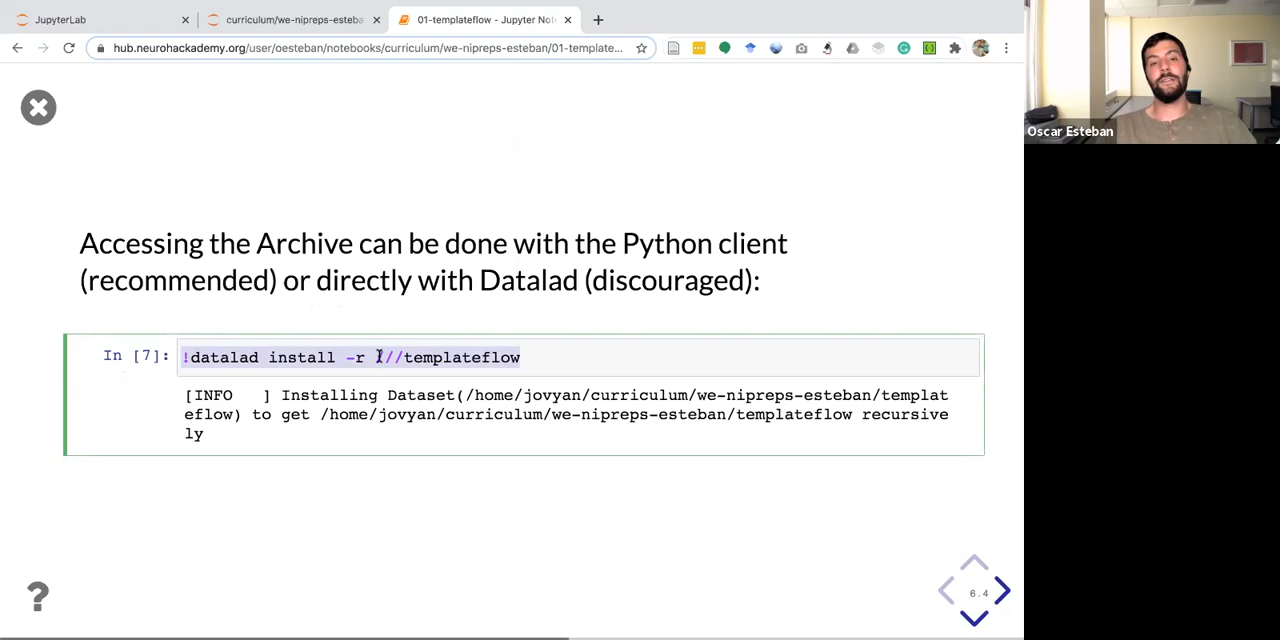 JupyterLab
curriculum/we-nipreps-esteba
01-templateflow - Jupyter Not
hub.neurohackademy.org/user/oesteban/notebooks/curriculum/we-nipreps-esteban/01-template...
Oscar Esteban
Accessing the Archive can be done with the Python client
(recommended) or directly with Datalad (discouraged):
In [7]: !datalad install -r ///templateflow
[INFO   ] Installing Dataset(/home/jovyan/curriculum/we-nipreps-esteban/templat
eflow) to get /home/jovyan/curriculum/we-nipreps-esteban/templateflow recursive
ly
?
6.4